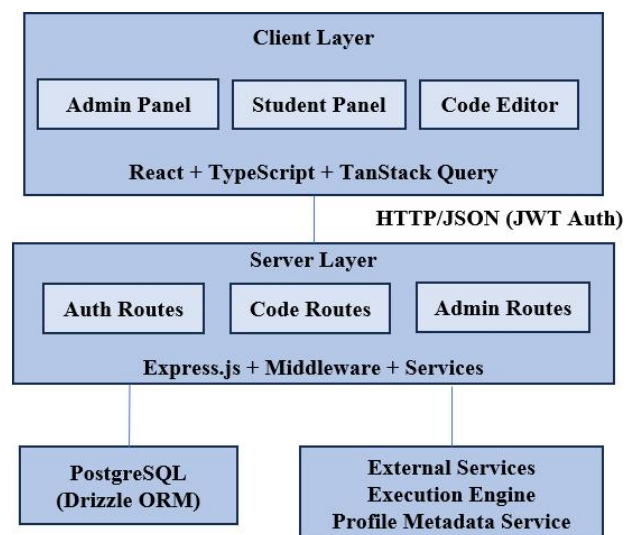 Client Layer
Admin Panel
Student Panel
Code Editor
React + TypeScript + TanStack Query
HTTP/JSON (JWT Auth)
Server Layer
Auth Routes
Code Routes
Admin Routes
Express.js + Middleware + Services
PostgreSQL
(Drizzle ORM)
External Services
Execution Engine
Profile Metadata Service